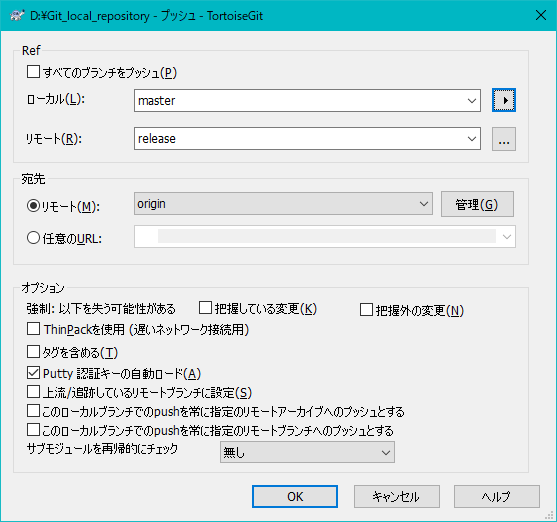 D:¥Git_local_repository - プッシュ - TortoiseGit
Ref
すべてのブランチをプッシュ(P)
ローカル(L):
master
リモート(R):
release
...
宛先
リモート(M):
origin
管理(G)
任意のURL:
オプション
強制: 以下を失う可能性がある
把握している変更(K)
把握外の変更(N)
ThinPackを使用 (遅いネットワーク接続用)
タグを含める(T)
Putty 認証キーの自動ロード(A)
上流/追跡しているリモートブランチに設定(S)
このローカルブランチでのpushを常に指定のリモートアーカイブへのプッシュとする
このローカルブランチでのpushを常に指定のリモートブランチへのプッシュとする
サブモジュールを再帰的にチェック
無し
OK
キャンセル
ヘルプ